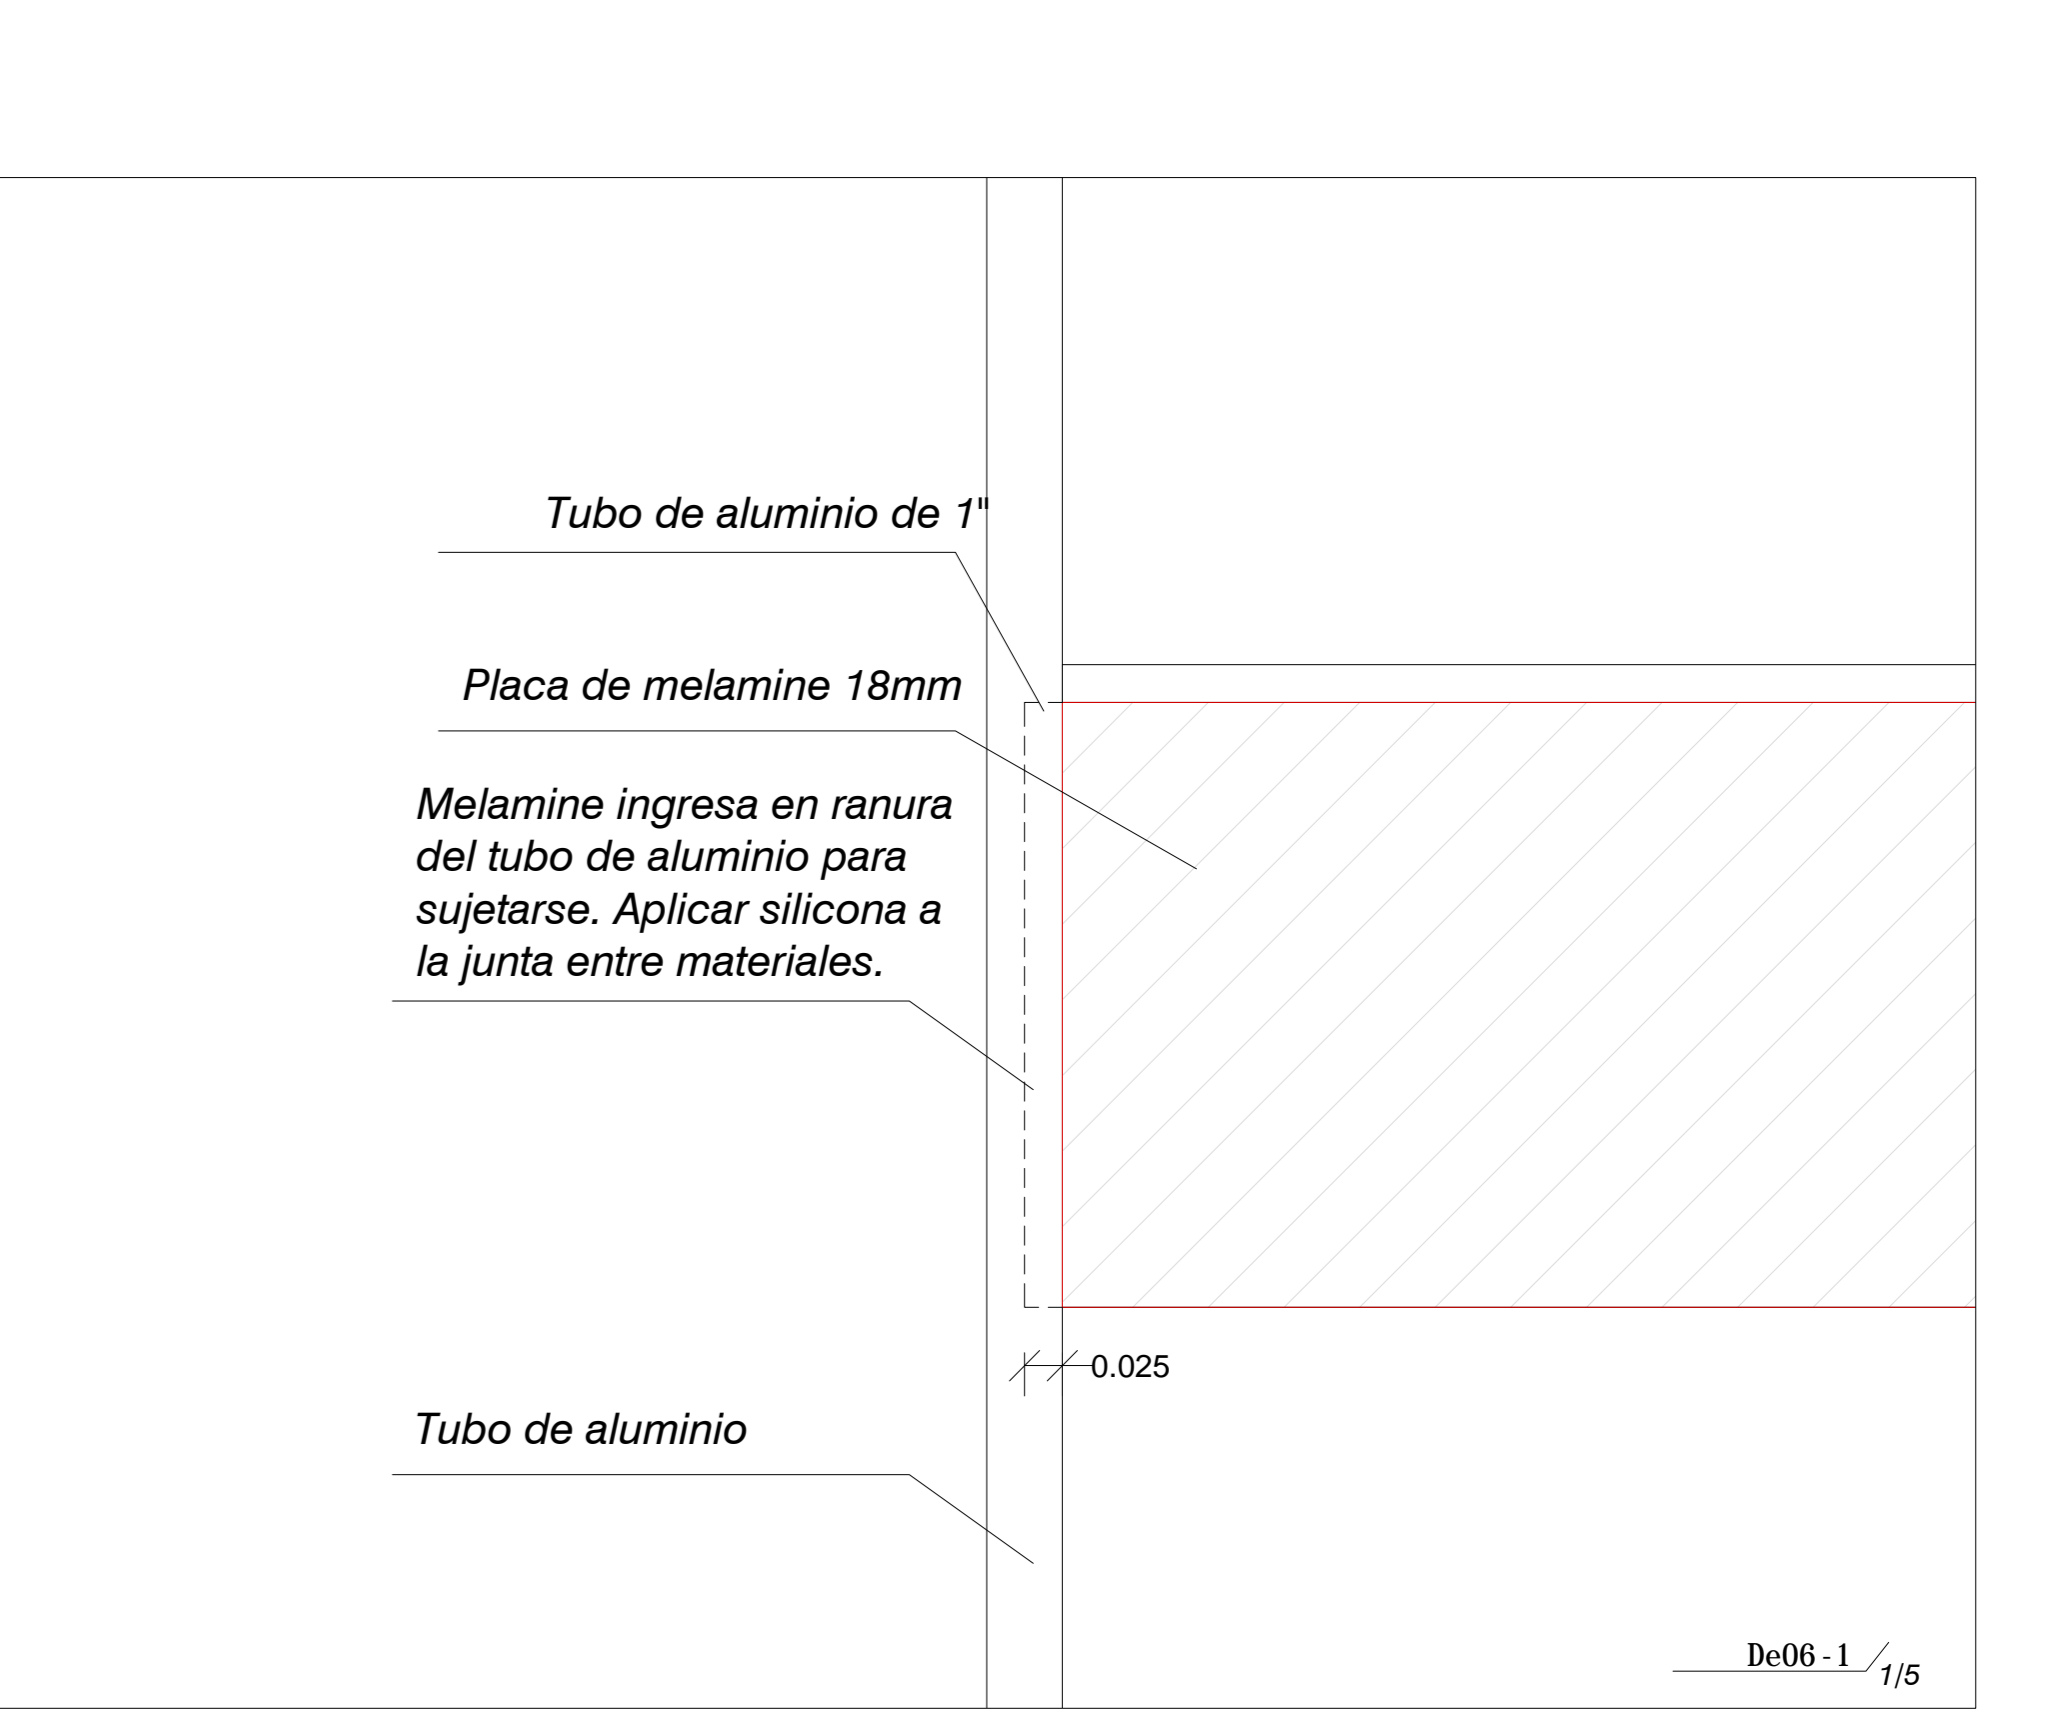 Tubo de aluminio de 1"
Placa de melamine 18mm
Melamine ingresa en ranura
del tubo de aluminio para
sujetarse. Aplicar silicona a
la junta entre materiales.
0.025
Tubo de aluminio
De06-1
1/5